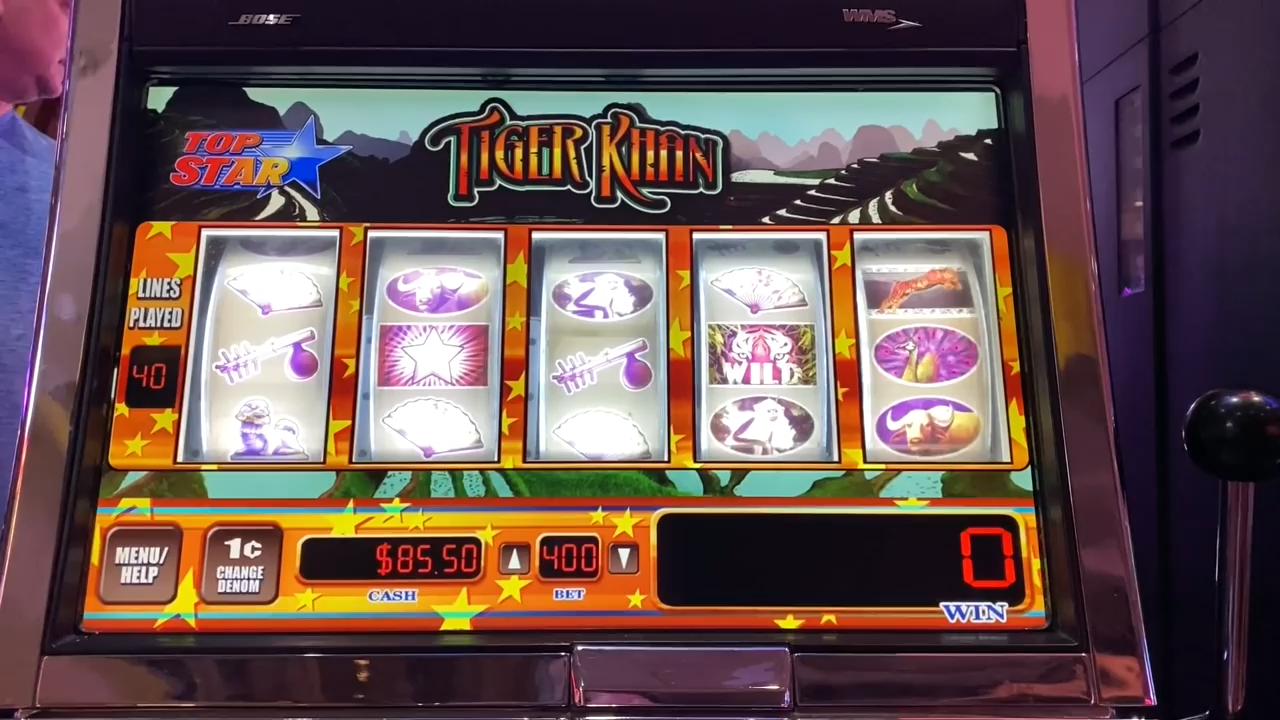 BOSE
WMS
TOP
STAR
TIGER KHAN
LINES
PLAYED
40
WILD
MENU/
HELP
1¢
CHANGE
DENOM
$85.50
CASH
400
BET
0
WIN